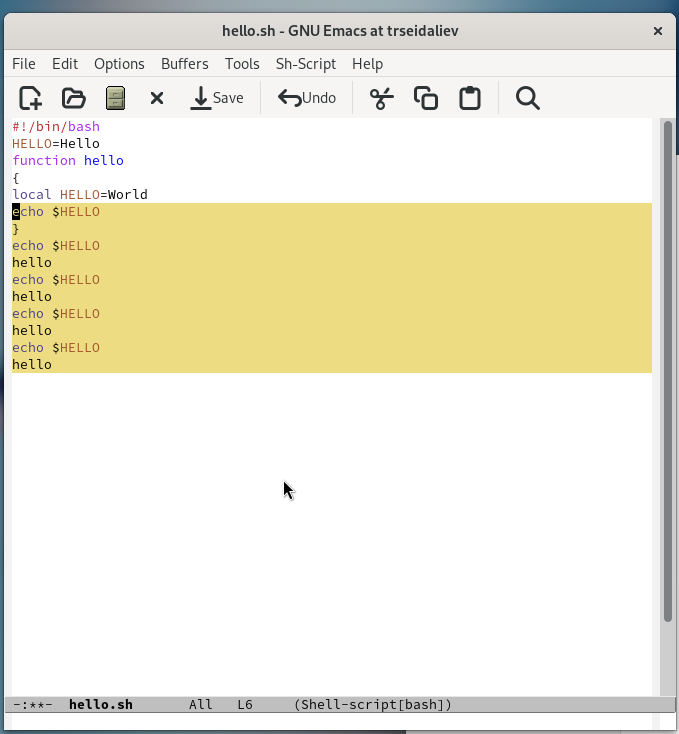 hello.sh - GNU Emacs at trseidaliev
File Edit Options Buffers Tools Sh-Script Help
Save Undo
#!/bin/bash
HELLO=Hello
function hello
{
local HELLO=World
echo $HELLO
}
echo $HELLO
hello
echo $HELLO
hello
echo $HELLO
hello
echo $HELLO
hello
-:**- hello.sh All L6 (Shell-script[bash])